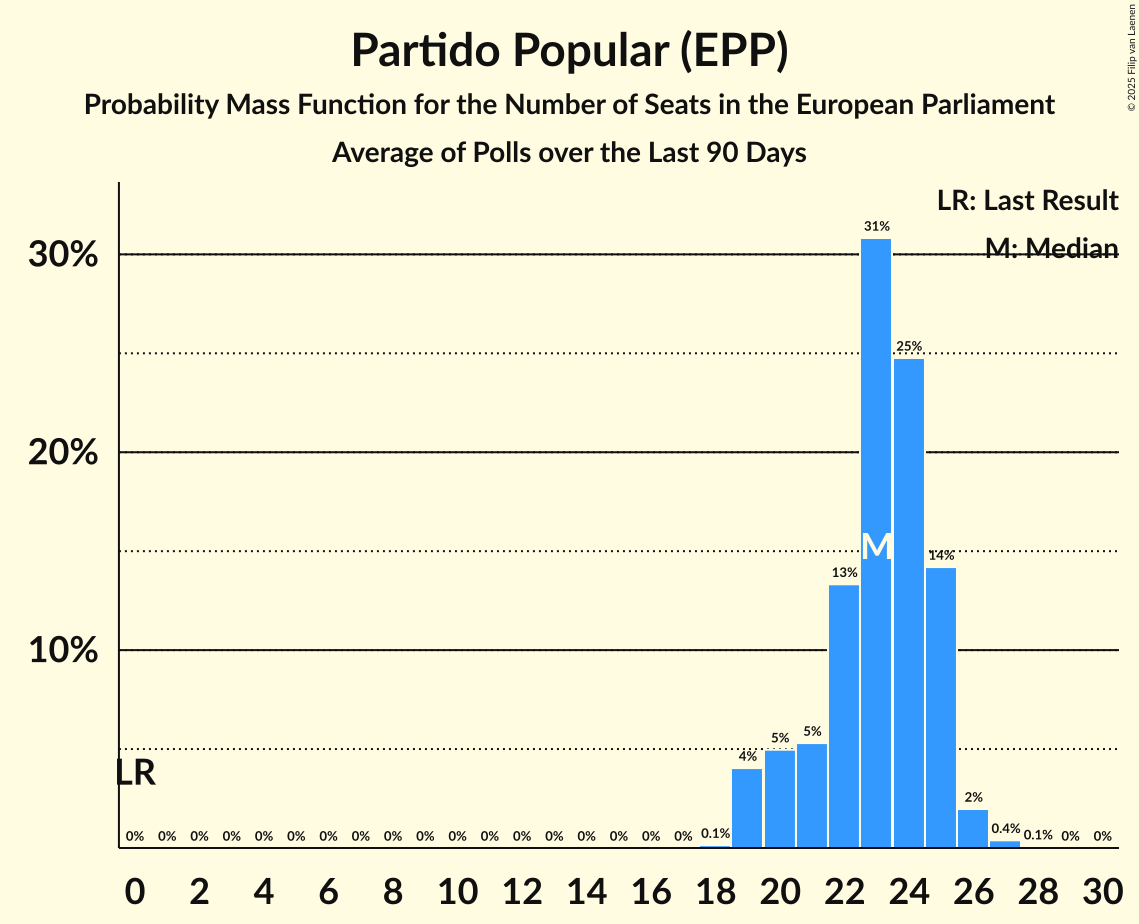 Partido Popular (EPP)
Probability Mass Function for the Number of Seats in the European Parliament
Average of Polls over the Last 90 Days
© 2025 Filip van Laenen
LR: Last Result
M: Median
30%
20%
10%
31%
25%
M
14%
13%
5%
5%
4%
2%
LR
0% 0% 0% 0% 0% 0% 0% 0% 0% 0% 0% 0% 0% 0% 0% 0% 0% 0% 0.1% 0.4% 0.1% 0% 0%
0 2 4 6 8 10 12 14 16 18 20 22 24 26 28 30